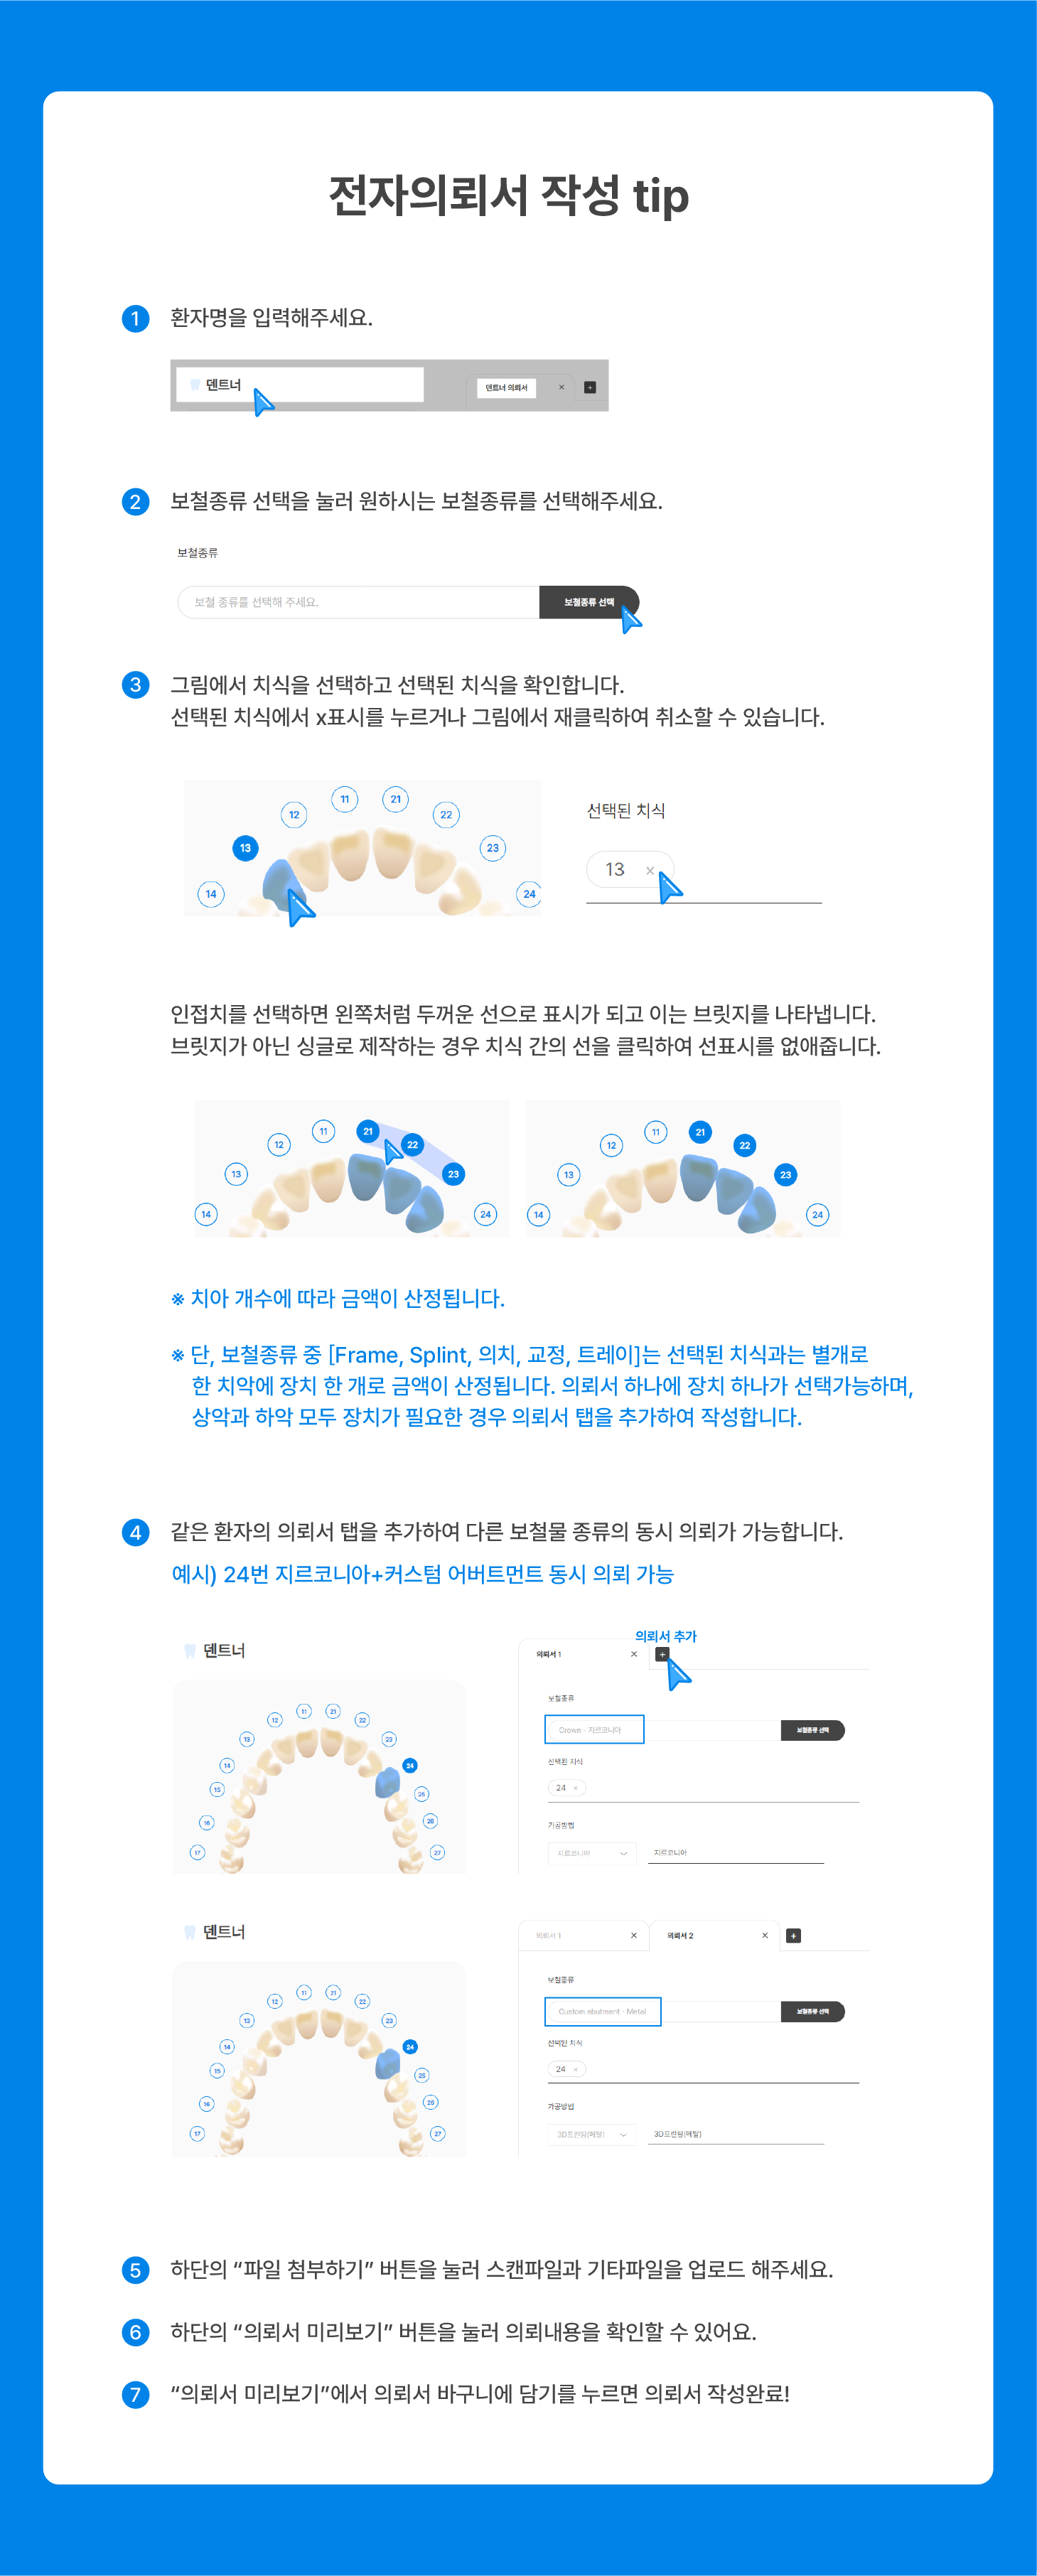 전자의뢰서 작성 tip
1 환자명을 입력해주세요.
덴트너
덴트너 의뢰서 × +
2 보철종류 선택을 눌러 원하시는 보철종류를 선택해주세요.
보철종류
보철 종류를 선택해 주세요. 보철종류 선택
3 그림에서 치식을 선택하고 선택된 치식을 확인합니다.
선택된 치식에서 x표시를 누르거나 그림에서 재클릭하여 취소할 수 있습니다.
11 21
12 22
13 23
14 24
선택된 치식
13 ×
인접치를 선택하면 왼쪽처럼 두꺼운 선으로 표시가 되고 이는 브릿지를 나타냅니다.
브릿지가 아닌 싱글로 제작하는 경우 치식 간의 선을 클릭하여 선표시를 없애줍니다.
11 21
12 22
13 23
14 24
11 21
12 22
13 23
14 24
※ 치아 개수에 따라 금액이 산정됩니다.
※ 단, 보철종류 중 [Frame, Splint, 의치, 교정, 트레이]는 선택된 치식과는 별개로
한 치악에 장치 한 개로 금액이 산정됩니다. 의뢰서 하나에 장치 하나가 선택가능하며,
상악과 하악 모두 장치가 필요한 경우 의뢰서 탭을 추가하여 작성합니다.
4 같은 환자의 의뢰서 탭을 추가하여 다른 보철물 종류의 동시 의뢰가 가능합니다.
예시) 24번 지르코니아+커스텀 어버트먼트 동시 의뢰 가능
덴트너
11 21
12 22
13 23
14 24
15 25
16 26
17 27
의뢰서 추가
의뢰서 1 × +
보철종류
Crown - 지르코니아 보철종류 선택
선택된 치식
24 ×
가공방법
지르코니아 지르코니아
덴트너
11 21
12 22
13 23
14 24
15 25
16 26
17 27
의뢰서 1 × 의뢰서 2 × +
보철종류
Custom abutment - Metal 보철종류 선택
선택된 치식
24 ×
가공방법
3D프린팅(메탈) 3D프린팅(메탈)
5 하단의 “파일 첨부하기” 버튼을 눌러 스캔파일과 기타파일을 업로드 해주세요.
6 하단의 “의뢰서 미리보기” 버튼을 눌러 의뢰내용을 확인할 수 있어요.
7 “의뢰서 미리보기”에서 의뢰서 바구니에 담기를 누르면 의뢰서 작성완료!